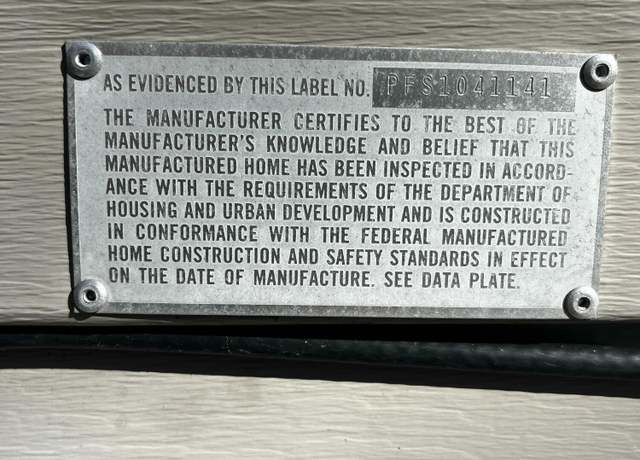 AS EVIDENCED BY THIS LABEL NO. PFS1041141
THE MANUFACTURER CERTIFIES TO THE BEST OF THE
MANUFACTURER'S KNOWLEDGE AND BELIEF THAT THIS
MANUFACTURED HOME HAS BEEN INSPECTED IN ACCORD-
ANCE WITH THE REQUIREMENTS OF THE DEPARTMENT OF
HOUSING AND URBAN DEVELOPMENT AND IS CONSTRUCTED
IN CONFORMANCE WITH THE FEDERAL MANUFACTURED
HOME CONSTRUCTION AND SAFETY STANDARDS IN EFFECT
ON THE DATE OF MANUFACTURE. SEE DATA PLATE.